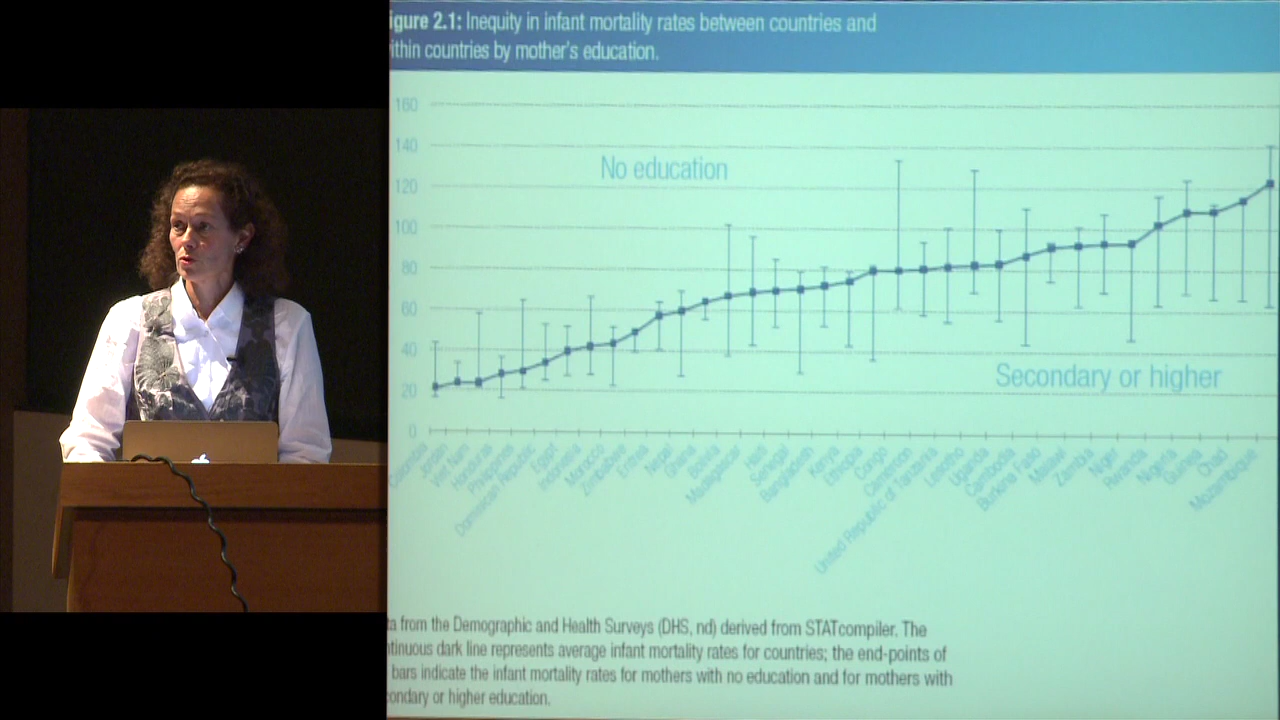 igure 2.1: Inequity in infant mortality rates between countries and
ithin countries by mother's education.
160
140
120
100
80
60
40
20
0
No education
Secondary or higher
Colombia
Jordan
Viet Nam
Honduras
Philippines
Dominican Republic
Egypt
Indonesia
Morocco
Zimbabwe
Eritrea
Nepal
Ghana
Bolivia
Madagascar
Haiti
Senegal
Bangladesh
Kenya
Ethiopia
Congo
Cameroon
United Republic of Tanzania
Lesotho
Uganda
Cambodia
Burkina Faso
Malawi
Zambia
Niger
Rwanda
Nigeria
Guinea
Chad
Mozambique
ta from the Demographic and Health Surveys (DHS, nd) derived from STATcompiler. The
ntinuous dark line represents average infant mortality rates for countries; the end-points of
bars indicate the infant mortality rates for mothers with no education and for mothers with
condary or higher education.